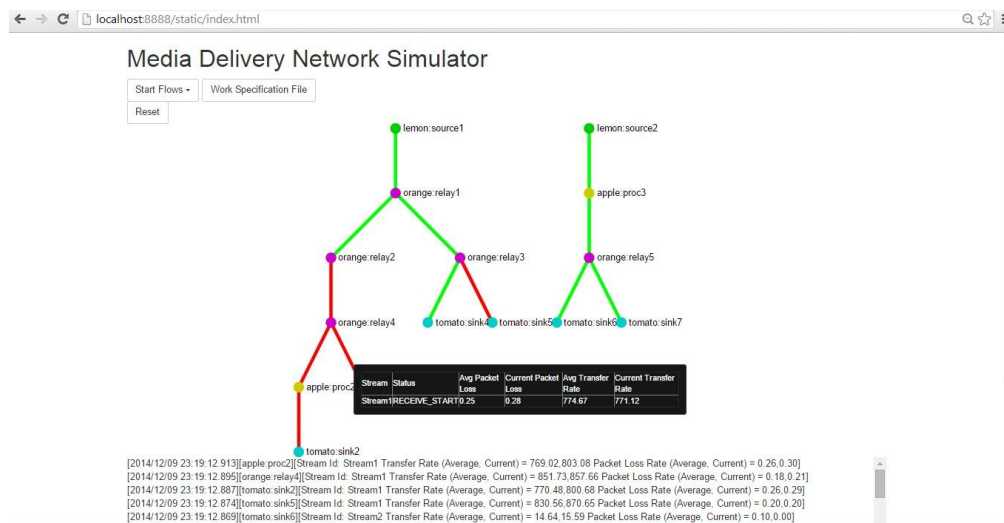 localhost:8888/static/index.html
Media Delivery Network Simulator
Start Flows
Work Specification File
Reset
lemon:source1
lemon:source2
orange:relay1
apple:proc3
orange:relay2
orange:relay3
orange:relay5
orange:relay4
tomato:sink4
tomato:sink5
tomato:sink6
tomato:sink7
apple:proc2
Stream Status Avg Packet Loss Current Packet Loss Avg Transfer Rate Current Transfer Rate
Stream1 RECEIVE_START 0.25 0.28 774.67 771.12
tomato:sink2
[2014/12/09 23:19:12.913][apple:proc2][Stream Id: Stream1 Transfer Rate (Average, Current) = 769.02,803.08 Packet Loss Rate (Average, Current) = 0.26,0.30]
[2014/12/09 23:19:12.895][orange:relay4][Stream Id: Stream1 Transfer Rate (Average, Current) = 851.73,857.66 Packet Loss Rate (Average, Current) = 0.18,0.21]
[2014/12/09 23:19:12.887][tomato:sink2][Stream Id: Stream1 Transfer Rate (Average, Current) = 770.48,800.68 Packet Loss Rate (Average, Current) = 0.26,0.29]
[2014/12/09 23:19:12.874][tomato:sink5][Stream Id: Stream1 Transfer Rate (Average, Current) = 830.56,870.65 Packet Loss Rate (Average, Current) = 0.20,0.20]
[2014/12/09 23:19:12.869][tomato:sink6][Stream Id: Stream2 Transfer Rate (Average, Current) = 14.64,15.59 Packet Loss Rate (Average, Current) = 0.10,0.00]